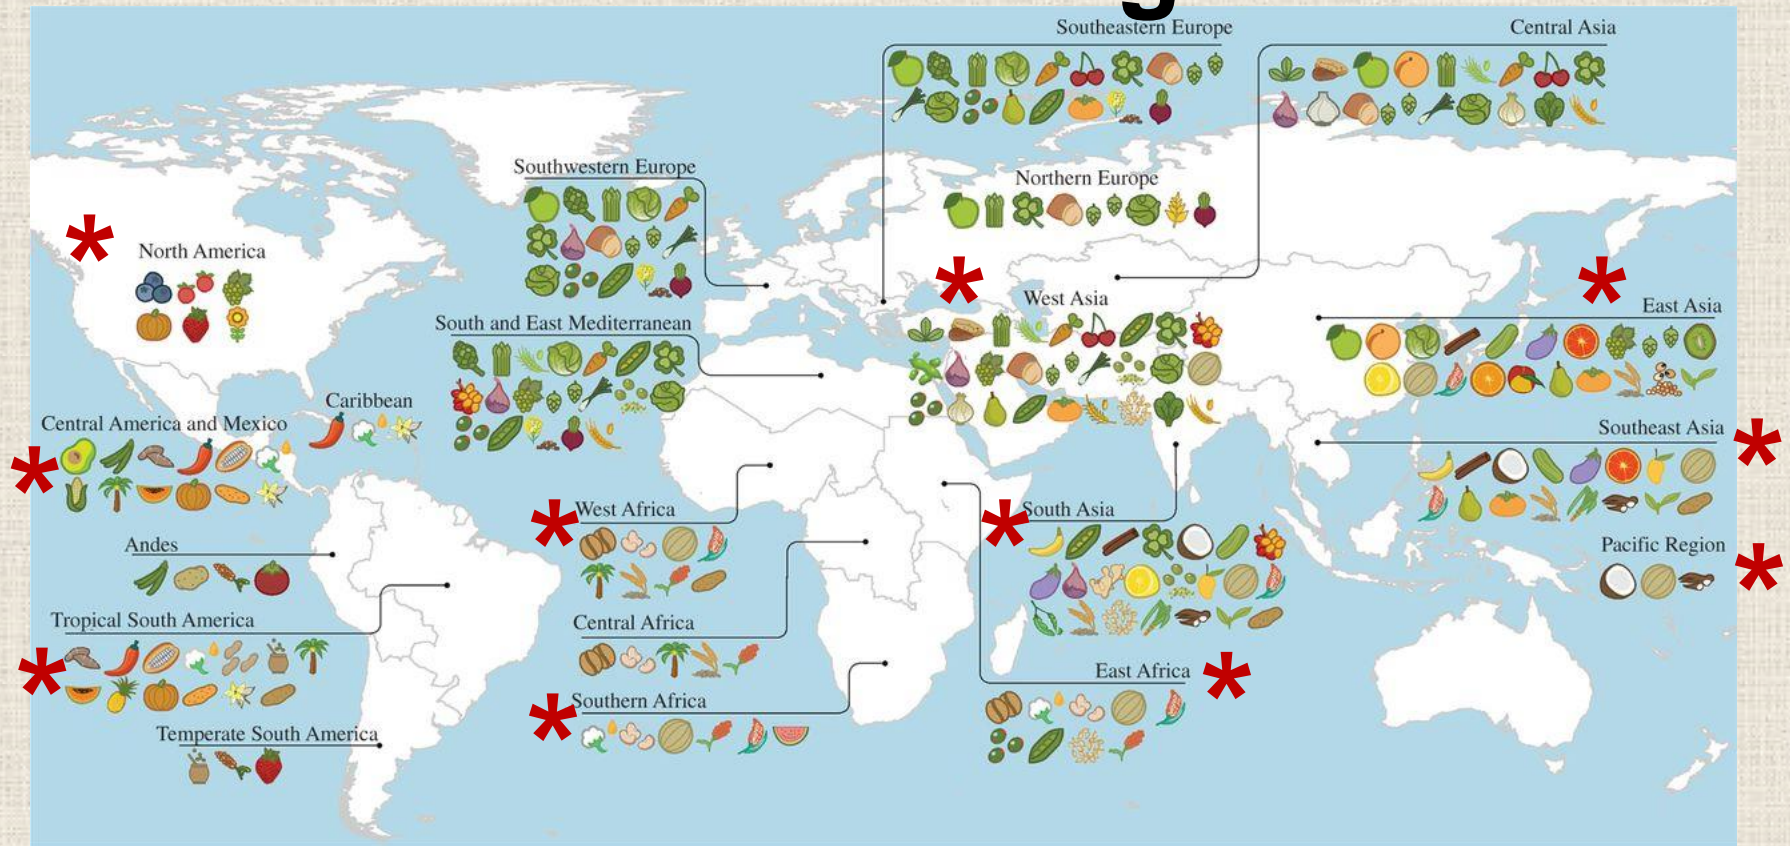 Southeastern Europe
Central Asia
Southwestern Europe
Northern Europe
* North America
* West Asia
* East Asia
South and East Mediterranean
Caribbean
Central America and Mexico
*
Southeast Asia *
* West Africa
* South Asia
Andes
Pacific Region
*
Tropical South America
*
Central Africa
East Africa *
* Southern Africa
Temperate South America